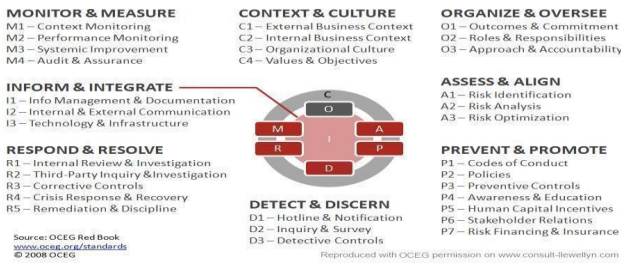 MONITOR & MEASURE
M1 – Context Monitoring
M2 – Performance Monitoring
M3 – Systemic Improvement
M4 – Audit & Assurance
CONTEXT & CULTURE
C1 – External Business Context
C2 – Internal Business Context
C3 – Organizational Culture
C4 – Values & Objectives
ORGANIZE & OVERSEE
O1 – Outcomes & Commitment
O2 – Roles & Responsibilities
O3 – Approach & Accountability
INFORM & INTEGRATE
I1 – Info Management & Documentation
I2 – Internal & External Communication
I3 – Technology & Infrastructure
C
O
M
A
I
R
P
D
ASSESS & ALIGN
A1 – Risk Identification
A2 – Risk Analysis
A3 – Risk Optimization
RESPOND & RESOLVE
R1 – Internal Review & Investigation
R2 – Third-Party Inquiry &Investigation
R3 – Corrective Controls
R4 – Crisis Response & Recovery
R5 – Remediation & Discipline
DETECT & DISCERN
D1 – Hotline & Notification
D2 – Inquiry & Survey
D3 – Detective Controls
PREVENT & PROMOTE
P1 – Codes of Conduct
P2 – Policies
P3 – Preventive Controls
P4 – Awareness & Education
P5 – Human Capital Incentives
P6 – Stakeholder Relations
P7 – Risk Financing & Insurance
Source: OCEG Red Book
www.oceg.org/standards
© 2008 OCEG
Reproduced with OCEG permission on www.consult-llewellyn.com